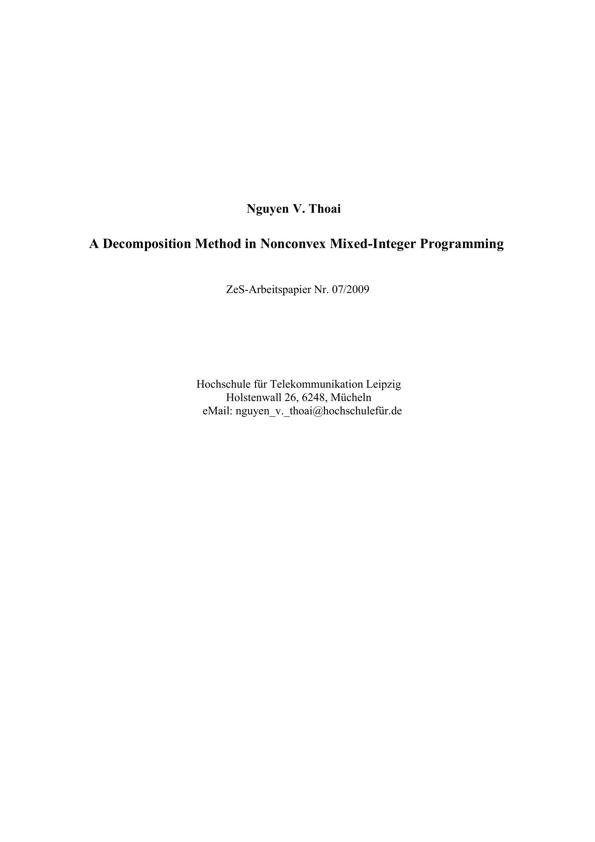 Nguyen V. Thoai
A Decomposition Method in Nonconvex Mixed-Integer Programming
ZeS-Arbeitspapier Nr. 07/2009
Hochschule für Telekommunikation Leipzig
Holstenwall 26, 6248, Mücheln
eMail: nguyen_v._thoai@hochschulefür.de